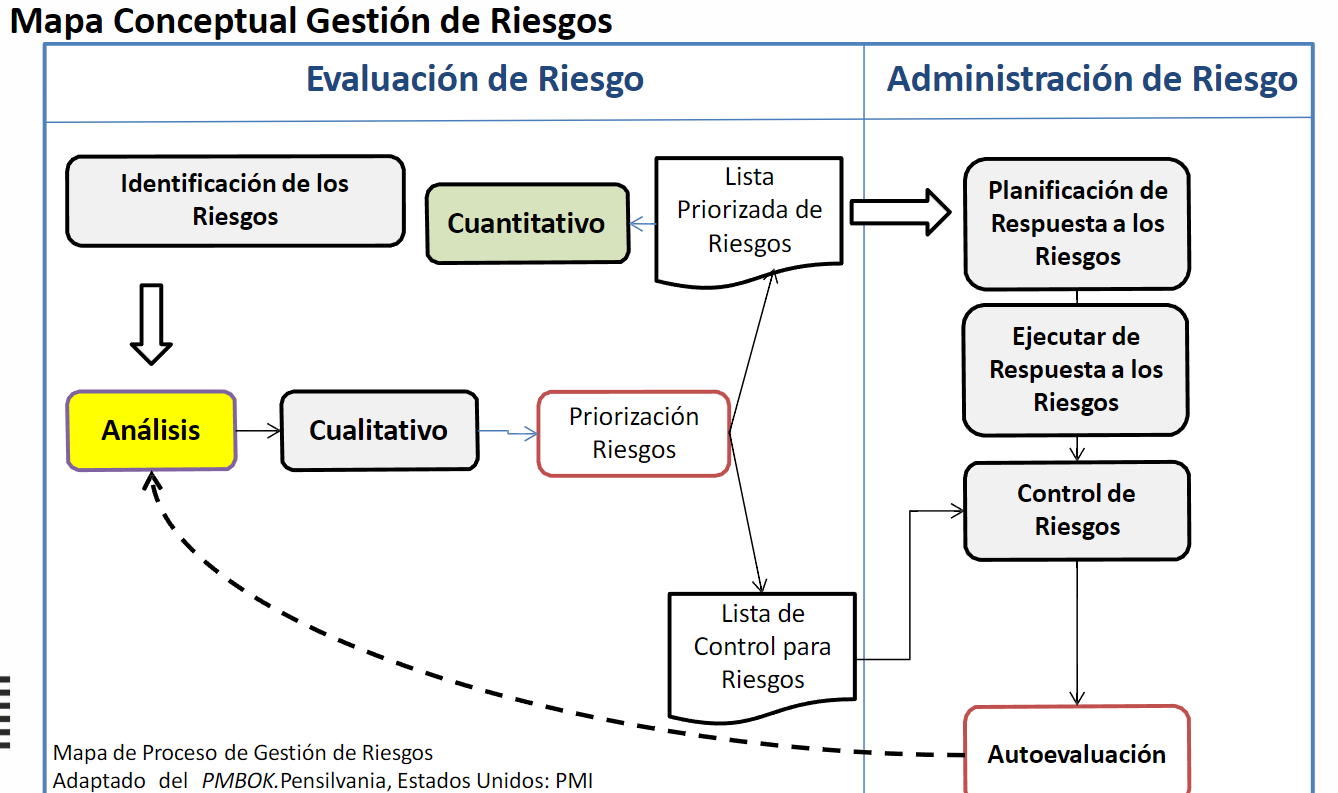 Mapa Conceptual Gestión de Riesgos
Evaluación de Riesgo
Administración de Riesgo
Identificación de los
Riesgos
Cuantitativo
Lista
Priorizada de
Riesgos
Planificación de
Respuesta a los
Riesgos
Ejecutar de
Respuesta a los
Riesgos
Análisis
Cualitativo
Priorización
Riesgos
Control de
Riesgos
Lista de
Control para
Riesgos
Autoevaluación
Mapa de Proceso de Gestión de Riesgos
Adaptado del PMBOK.Pensilvania, Estados Unidos: PMI